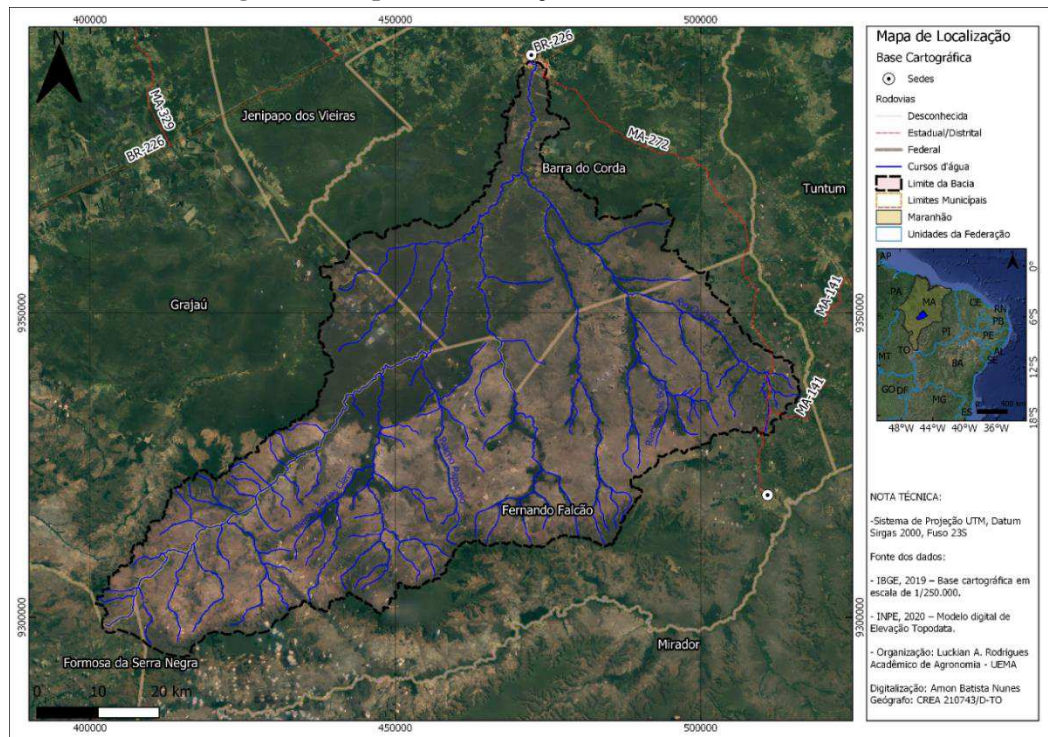 400000
450000
500000
N
BR-226
MA-329
BR-226
Jenipapo dos Vieiras
MA-272
Barra do Corda
Tuntum
Grajaú
MA-141
MA-141
9350000
9350000
Fernando Falcão
9300000
9300000
Mirador
Formosa da Serra Negra
0 10 20 km
400000
450000
500000
Mapa de Localização
Base Cartográfica
Sedes
Rodovias
Desconhecida
Estadual/Distrital
Federal
Cursos d'água
Limite da Bacia
Limites Municípais
Maranhão
Unidades da Federação
AP
PA
MA
CE
RN
PB
PI
PE
AL
SE
TO
MT
BA
GO
DF
MG
ES
0°
6°S
12°S
18°S
400 km
48°W 44°W 40°W 36°W
NOTA TÉCNICA:
-Sistema de Projeção UTM, Datum
Sirgas 2000, Fuso 23S
Fonte dos dados:
- IBGE, 2019 – Base cartográfica em
escala de 1/250.000.
- INPE, 2020 – Modelo digital de
Elevação Topodata.
- Organização: Luckian A. Rodrigues
Acadêmico de Agronomia - UEMA
Digitalização: Amon Batista Nunes
Geógrafo: CREA 210743/D-TO